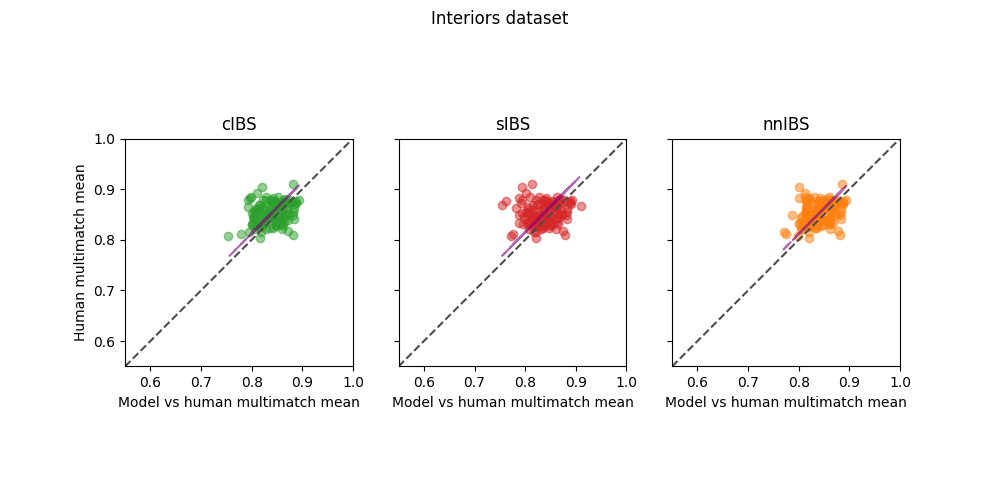 Interiors dataset
cIBS
sIBS
nnIBS
Human multimatch mean
1.0
0.9
0.8
0.7
0.6
0.6 0.7 0.8 0.9 1.0
0.6 0.7 0.8 0.9 1.0
0.6 0.7 0.8 0.9 1.0
Model vs human multimatch mean
Model vs human multimatch mean
Model vs human multimatch mean